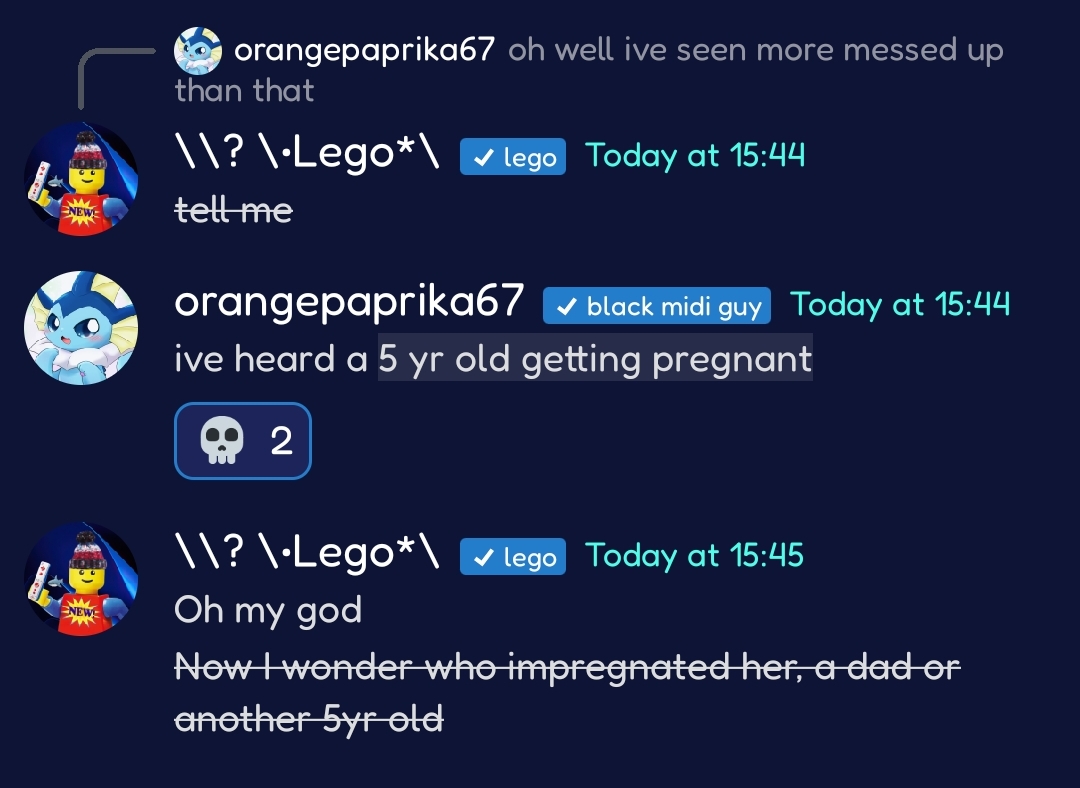 orangepaprika67 oh well ive seen more messed up
than that
\\? \·Lego*\ ✓ lego Today at 15:44
tell me
orangepaprika67 ✓ black midi guy Today at 15:44
ive heard a 5 yr old getting pregnant
💀 2
\\? \·Lego*\ ✓ lego Today at 15:45
Oh my god
Now I wonder who impregnated her, a dad or
another 5yr old
NEW!
NEW!